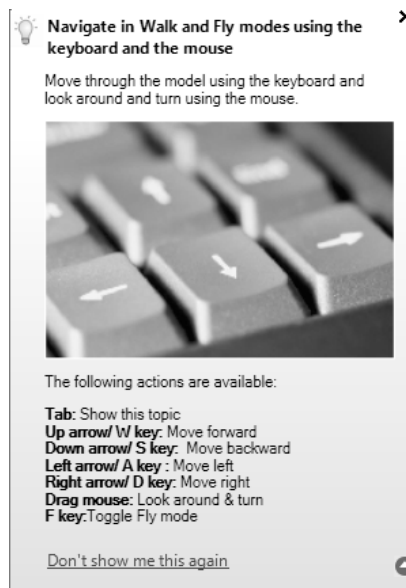 Navigate in Walk and Fly modes using the
keyboard and the mouse
Move through the model using the keyboard and
look around and turn using the mouse.
The following actions are available:
Tab: Show this topic
Up arrow/ W key: Move forward
Down arrow/ S key: Move backward
Left arrow/ A key : Move left
Right arrow/ D key: Move right
Drag mouse: Look around & turn
F key:Toggle Fly mode
Don't show me this again